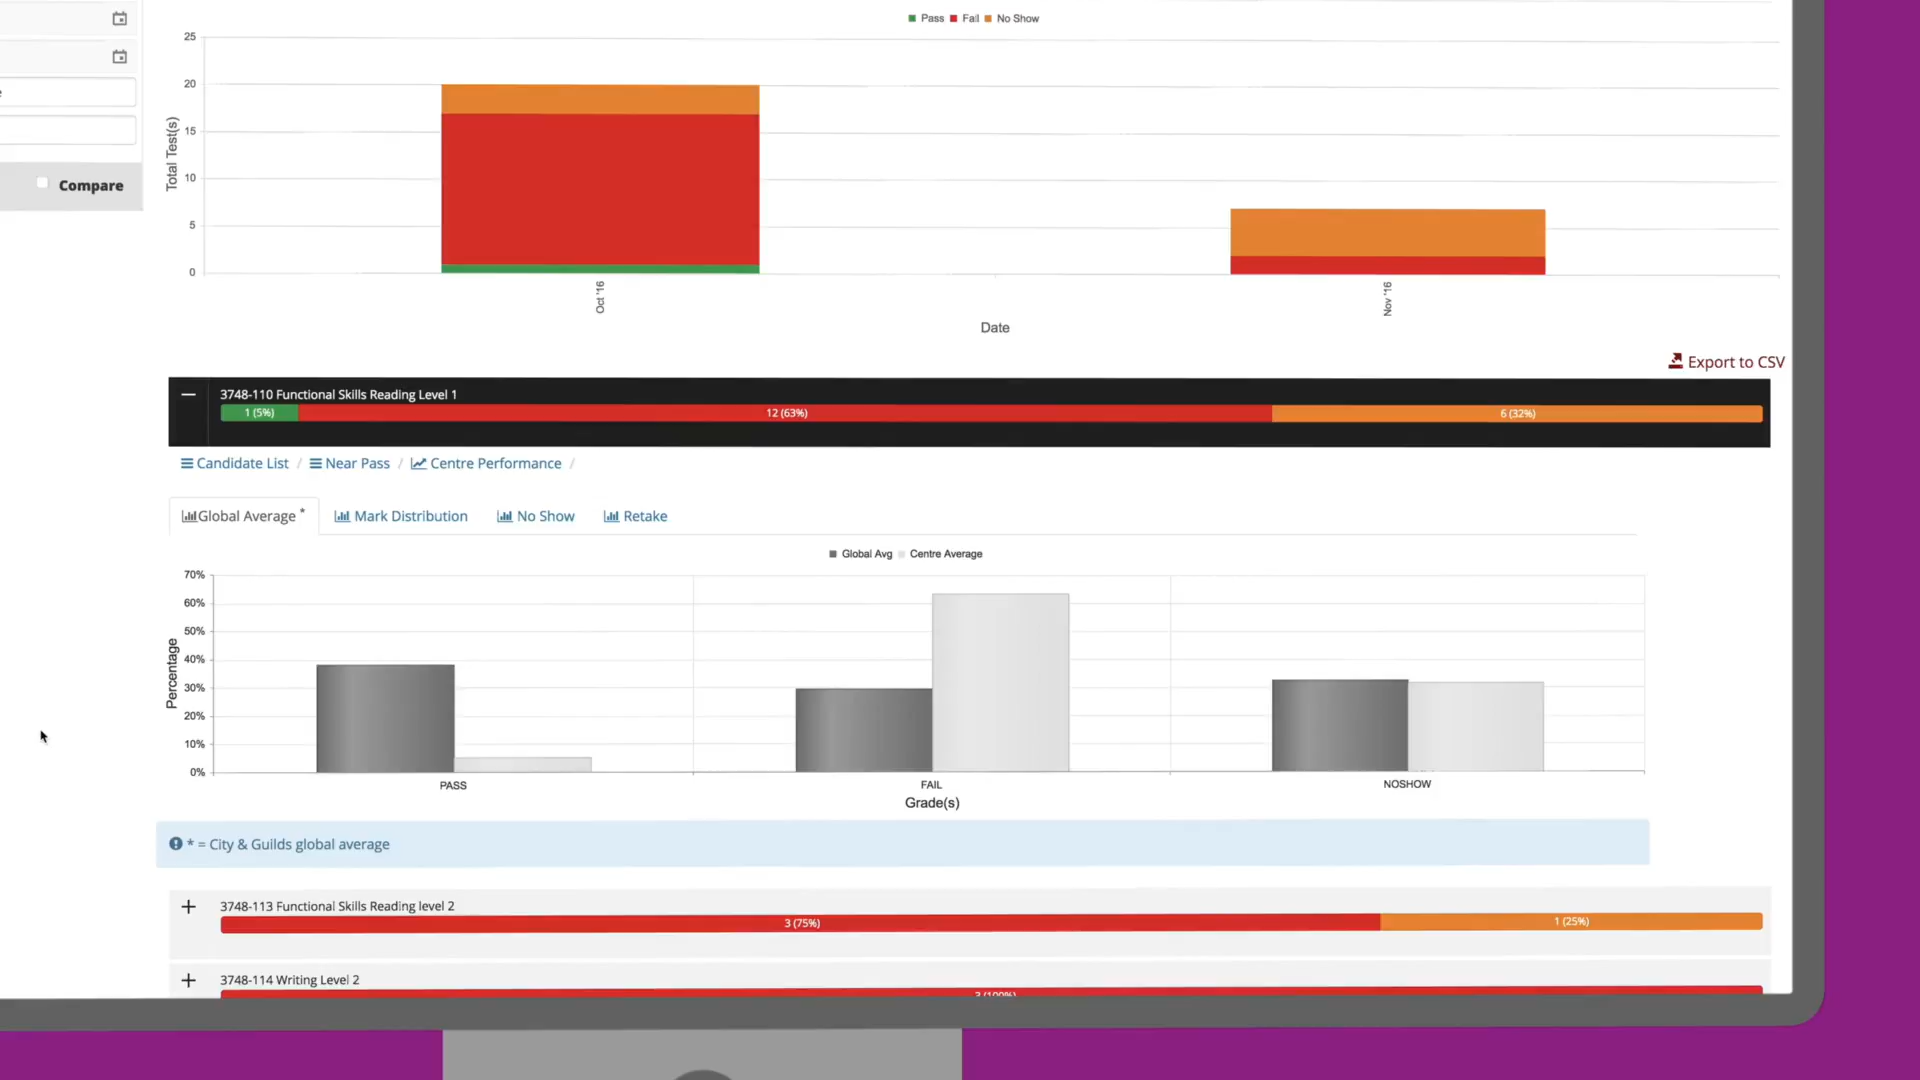 Pass Fail No Show
25
20
15
10
5
0
Total Test(s)
Oct '16
Nov '16
Date
Compare
Export to CSV
3748-110 Functional Skills Reading Level 1
1 (5%) 12 (63%) 6 (32%)
Candidate List / Near Pass / Centre Performance /
Global Average * Mark Distribution No Show Retake
Global Avg Centre Average
70%
60%
50%
40%
30%
20%
10%
0%
Percentage
PASS FAIL NOSHOW
Grade(s)
* = City & Guilds global average
3748-113 Functional Skills Reading level 2
3 (75%) 1 (25%)
3748-114 Writing Level 2